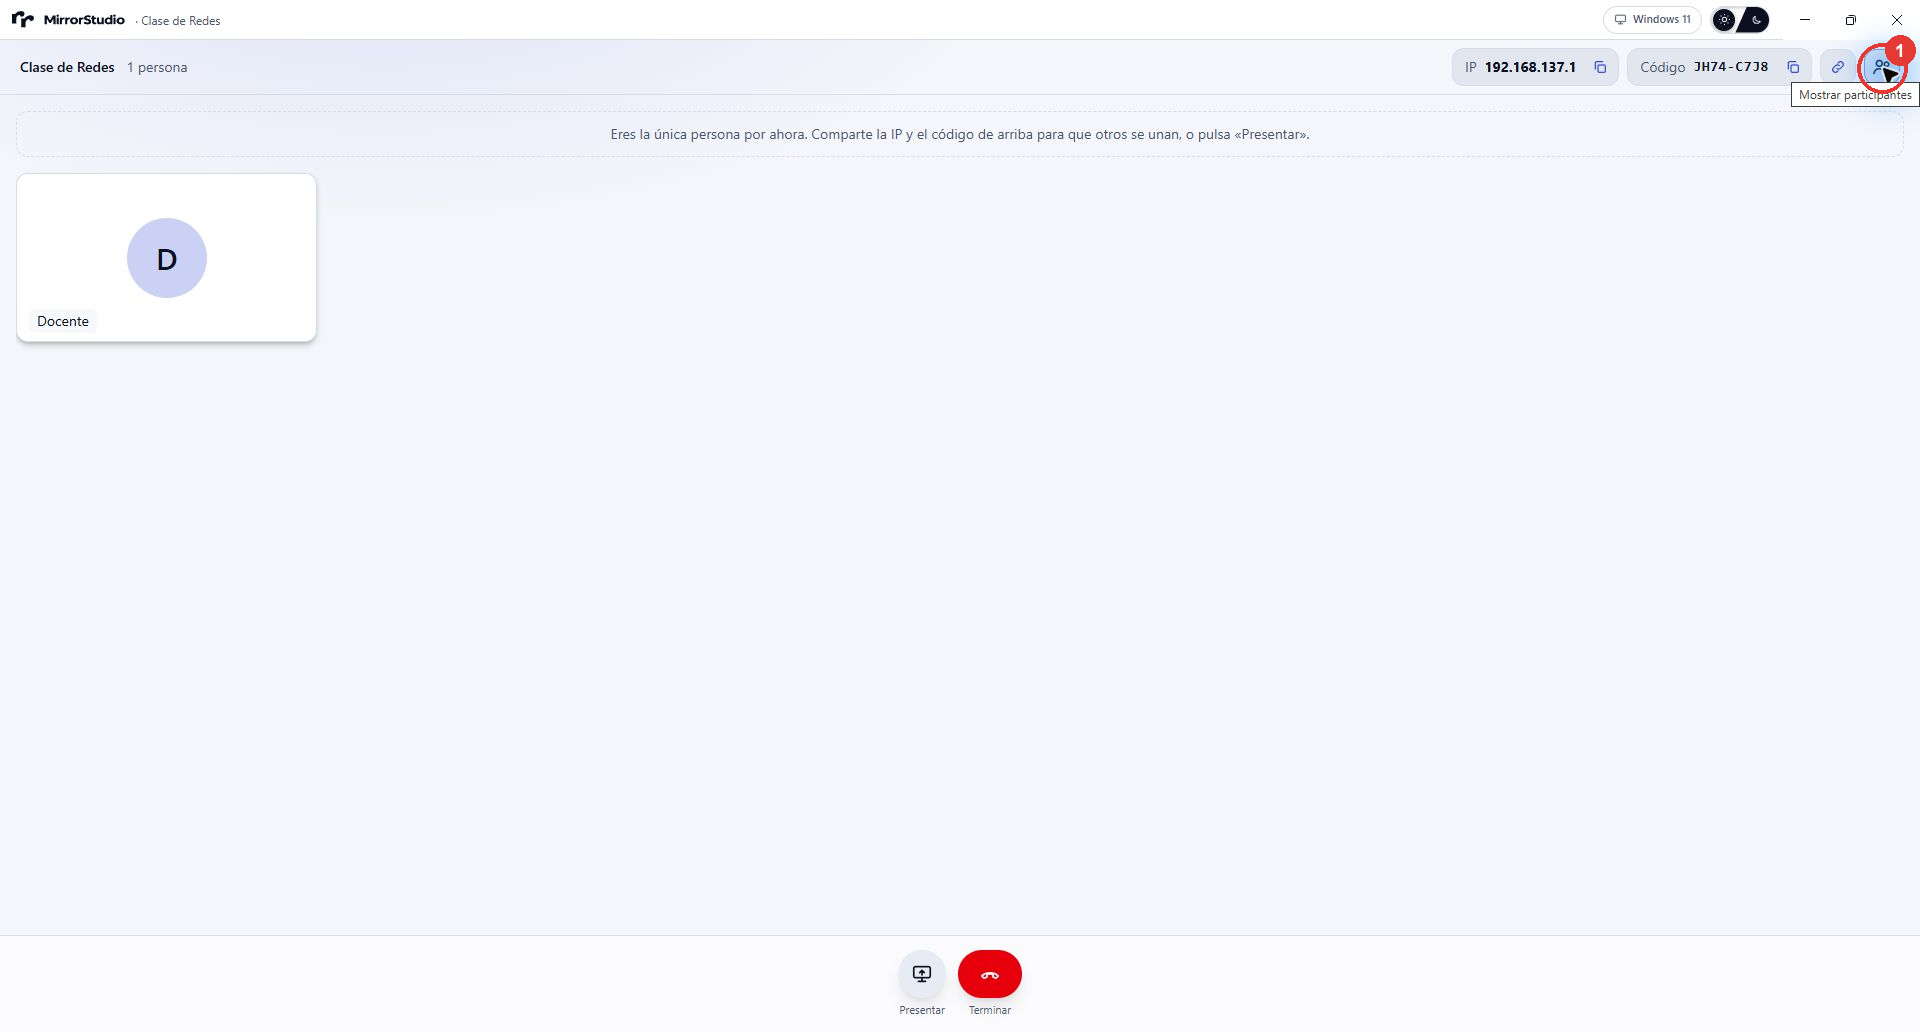 MirrorStudio · Clase de Redes
Windows 11
Clase de Redes 1 persona
IP 192.168.137.1
Código JH74-C7J8
1
Mostrar participantes
Eres la única persona por ahora. Comparte la IP y el código de arriba para que otros se unan, o pulsa «Presentar».
D
Docente
Presentar
Terminar